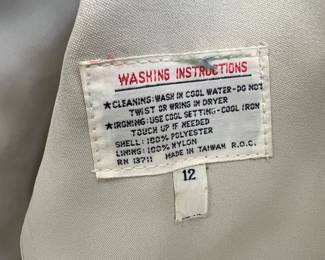 WASHING INSTRUCTIONS
★CLEANING: WASH IN COOL WATER-DO NOT
TWIST OR WRING IN DRYER
★IRONING: USE COOL SETTING-COOL IRON
TOUCH UP IF NEEDED
SHELL: 100% POLYESTER
LINING: 100% NYLON
RN 13711 MADE IN TAIWAN R.O.C.
12